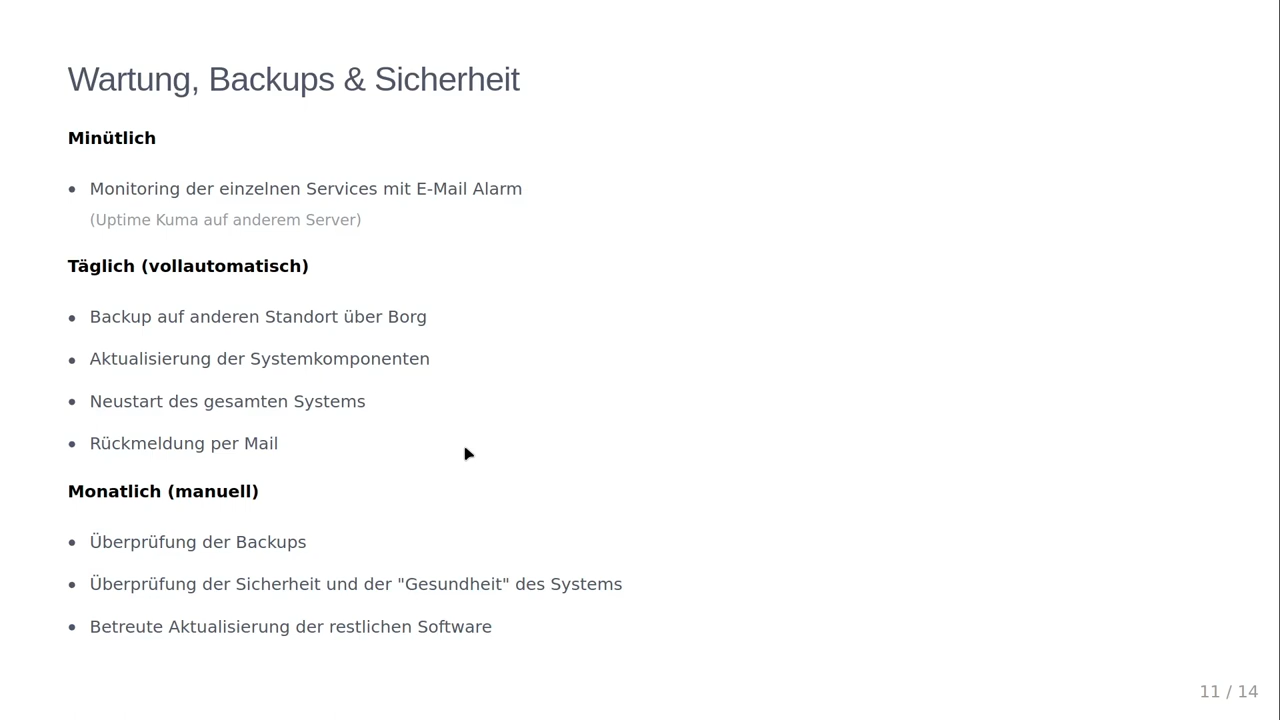 Wartung, Backups & Sicherheit
Minütlich
• Monitoring der einzelnen Services mit E-Mail Alarm
(Uptime Kuma auf anderem Server)
Täglich (vollautomatisch)
• Backup auf anderen Standort über Borg
• Aktualisierung der Systemkomponenten
• Neustart des gesamten Systems
• Rückmeldung per Mail
Monatlich (manuell)
• Überprüfung der Backups
• Überprüfung der Sicherheit und der "Gesundheit" des Systems
• Betreute Aktualisierung der restlichen Software
11 / 14